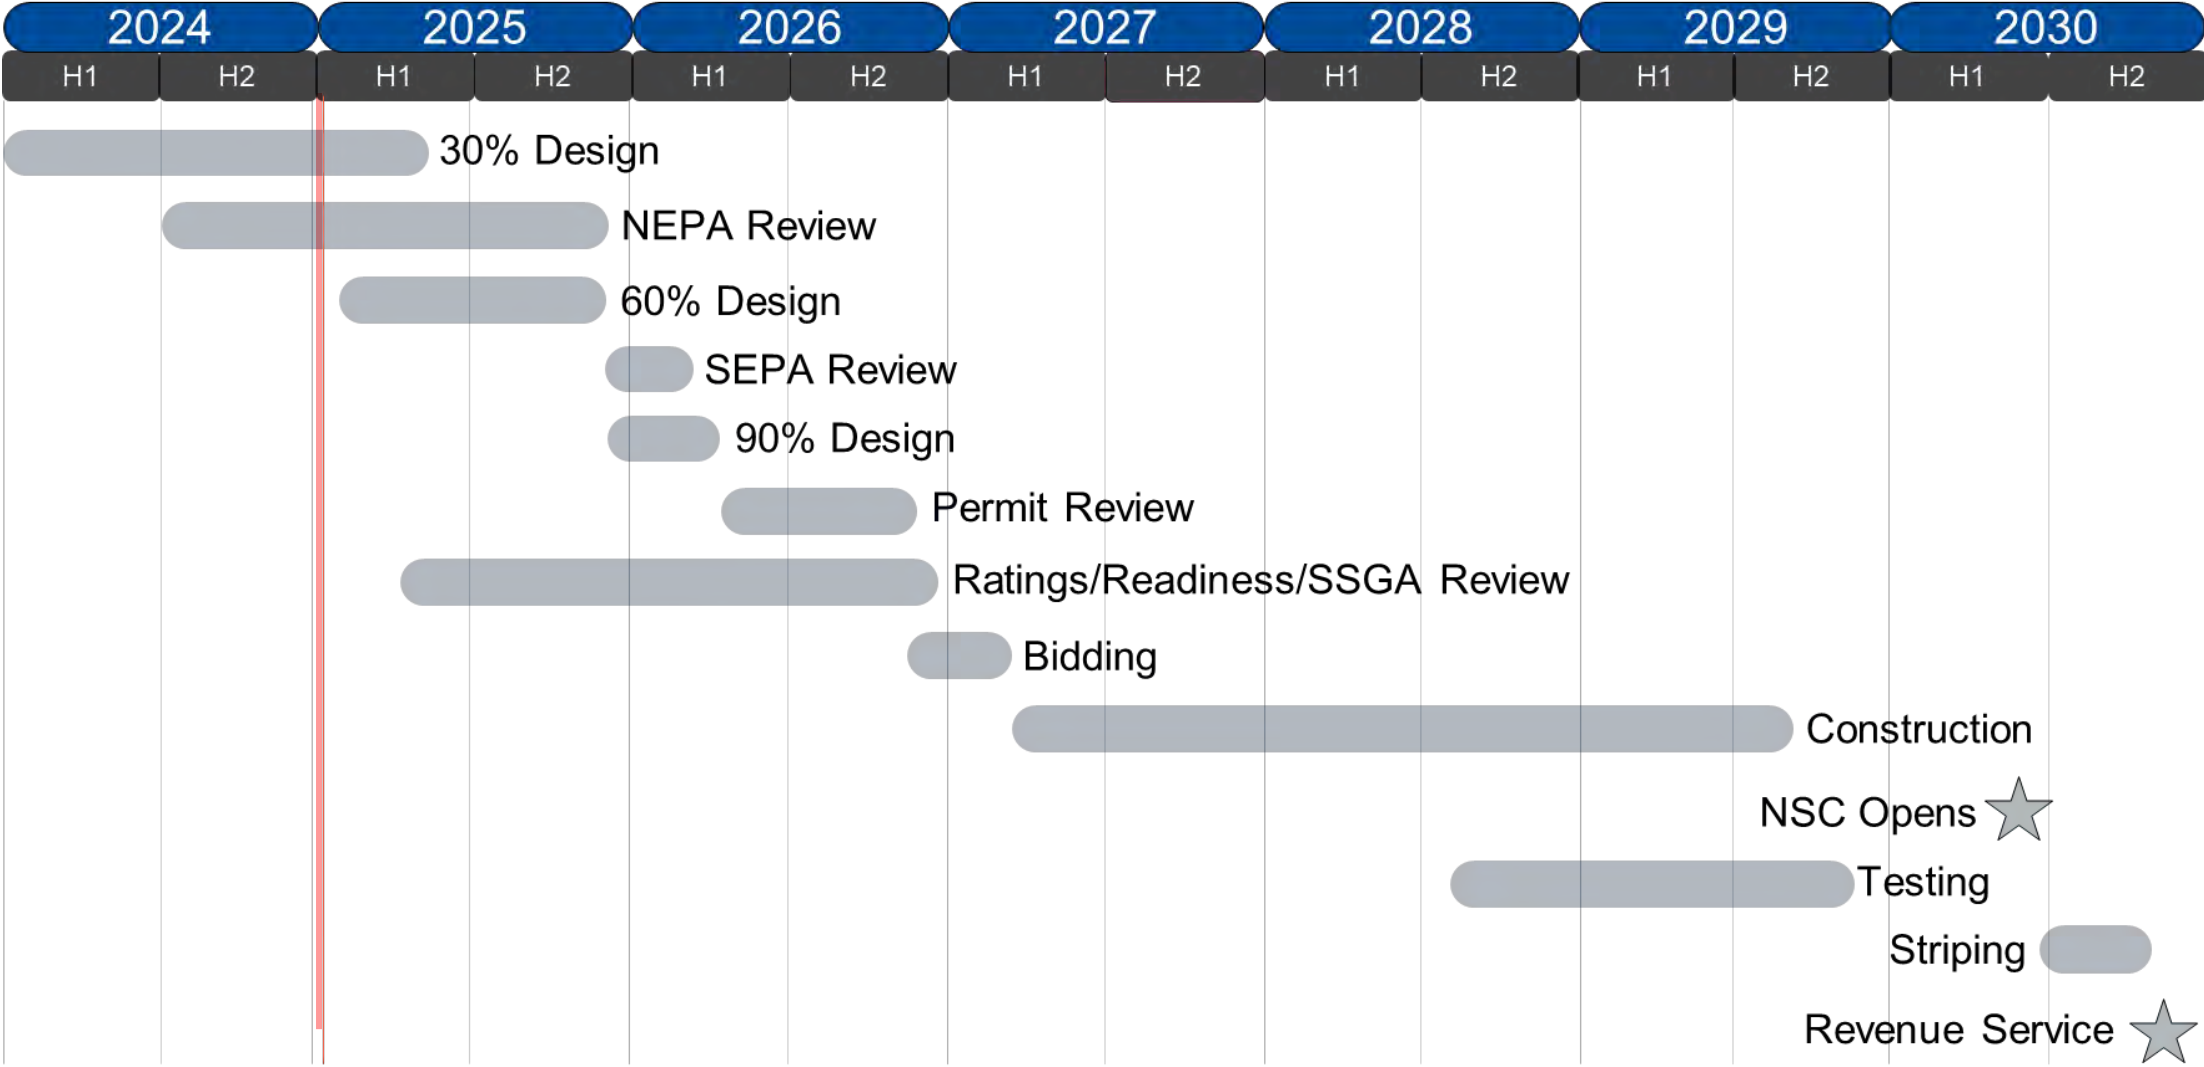 2024 2025 2026 2027 2028 2029 2030
H1 H2 H1 H2 H1 H2 H1 H2 H1 H2 H1 H2 H1 H2
30% Design
NEPA Review
60% Design
SEPA Review
90% Design
Permit Review
Ratings/Readiness/SSGA Review
Bidding
Construction
NSC Opens
Testing
Striping
Revenue Service